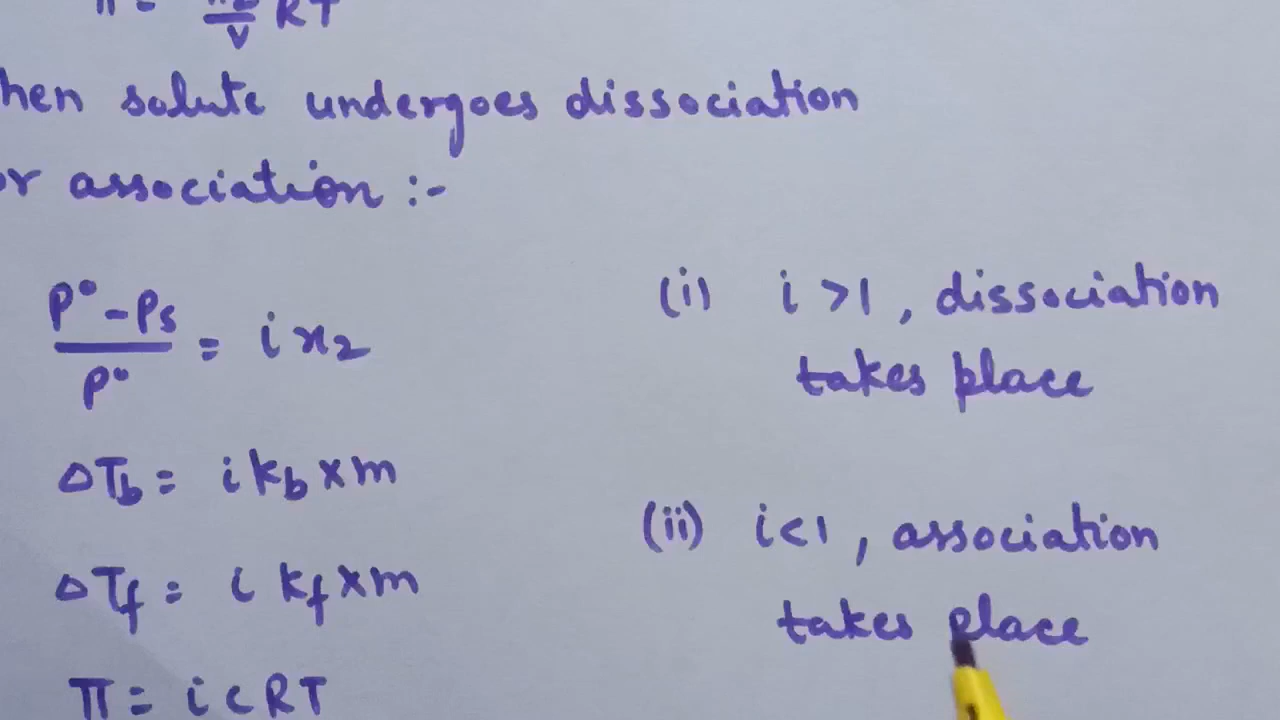 π = n₂/V RT
hen solute undergoes dissociation
or association :-
P° - Ps / P° = i x₂
ΔTb = i kb x m
ΔTf = i kf x m
π = i c R T
(i) i > 1, dissociation
takes place
(ii) i < 1, association
takes place